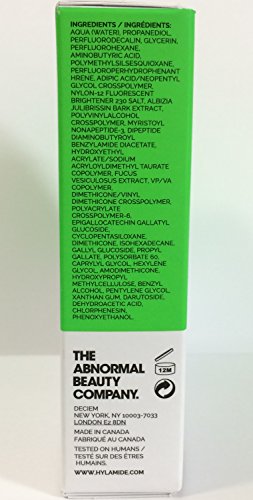 INGREDIENTS / INGRÉDIENTS:
AQUA (WATER), PROPANEDIOL,
PERFLUORODECALIN, GLYCERIN,
PERFLUOROHEXANE,
AMINOBUTYRIC ACID,
POLYMETHYLSILSESQUIOXANE,
PERFLUOROPERHYDROPHENANT
HRENE, ADIPIC ACID/NEOPENTYL
GLYCOL CROSSPOLYMER,
NYLON-12 FLUORESCENT
BRIGHTENER 230 SALT, ALBIZIA
JULIBRISSIN BARK EXTRACT,
POLYVINYLALCOHOL
CROSSPOLYMER, MYRISTOYL
NONAPEPTIDE-3, DIPEPTIDE
DIAMINOBUTYROYL
BENZYLAMIDE DIACETATE,
HYDROXYETHYL
ACRYLATE/SODIUM
ACRYLOYLDIMETHYL TAURATE
COPOLYMER, FUCUS
VESICULOSUS EXTRACT, VP/VA
COPOLYMER,
DIMETHICONE/VINYL
DIMETHICONE CROSSPOLYMER,
POLYACRYLATE
CROSSPOLYMER-6,
EPIGALLOCATECHIN GALLATYL
GLUCOSIDE,
CYCLOPENTASILOXANE,
DIMETHICONE, ISOHEXADECANE,
GALLYL GLUCOSIDE, PROPYL
GALLATE, POLYSORBATE 60,
CAPRYLYL GLYCOL, HEXYLENE
GLYCOL, AMODIMETHICONE,
HYDROXYPROPYL
METHYLCELLULOSE, BENZYL
ALCOHOL, PENTYLENE GLYCOL,
XANTHAN GUM, DARUTOSIDE,
DEHYDROACETIC ACID,
CHLORPHENESIN,
PHENOXYETHANOL.
THE
ABNORMAL
BEAUTY
COMPANY.
12M
DECIEM
NEW YORK, NY 10003-7033
LONDON E2 8DN
MADE IN CANADA
FABRIQUÉ AU CANADA
TESTED ON HUMANS /
TESTÉ SUR DES ÊTRES
HUMAINS.
WWW.HYLAMIDE.COM